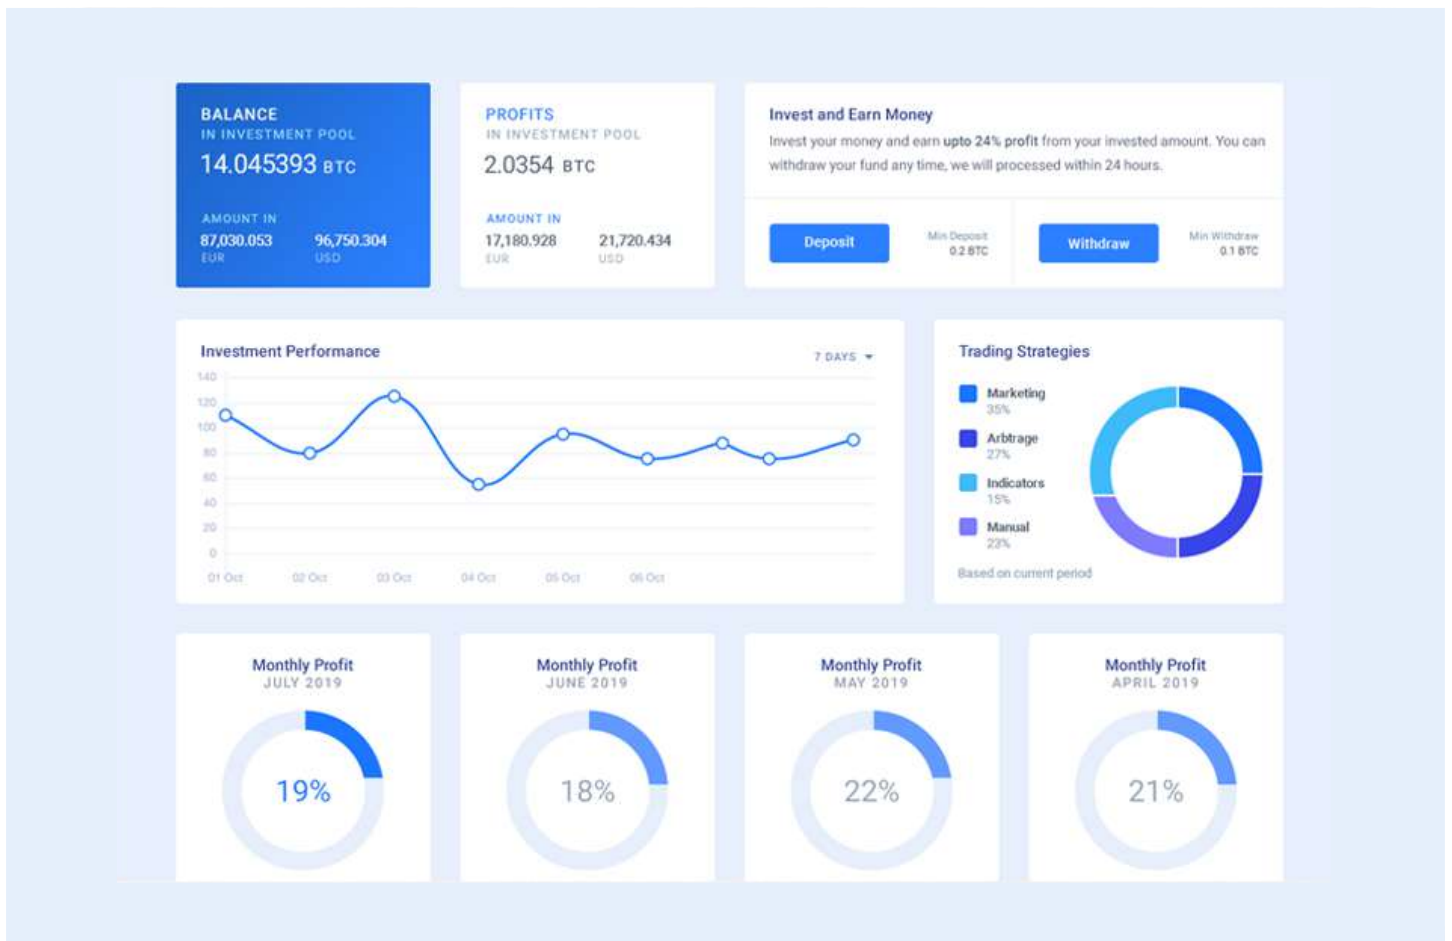 BALANCE
IN INVESTMENT POOL
14.045393 BTC
AMOUNT IN
87,030.053 96,750.304
EUR USD
PROFITS
IN INVESTMENT POOL
2.0354 BTC
AMOUNT IN
17,180.928 21,720.434
EUR USD
Invest and Earn Money
Invest your money and earn upto 24% profit from your invested amount. You can
withdraw your fund any time, we will processed within 24 hours.
Deposit
Min Deposit
0.2 BTC
Withdraw
Min Withdraw
0.1 BTC
Investment Performance
7 DAYS
140
120
100
80
60
40
20
0
01 Oct 02 Oct 03 Oct 04 Oct 05 Oct 06 Oct
Trading Strategies
Marketing
35%
Arbtrage
27%
Indicators
15%
Manual
23%
Based on current period
Monthly Profit
JULY 2019
19%
Monthly Profit
JUNE 2019
18%
Monthly Profit
MAY 2019
22%
Monthly Profit
APRIL 2019
21%